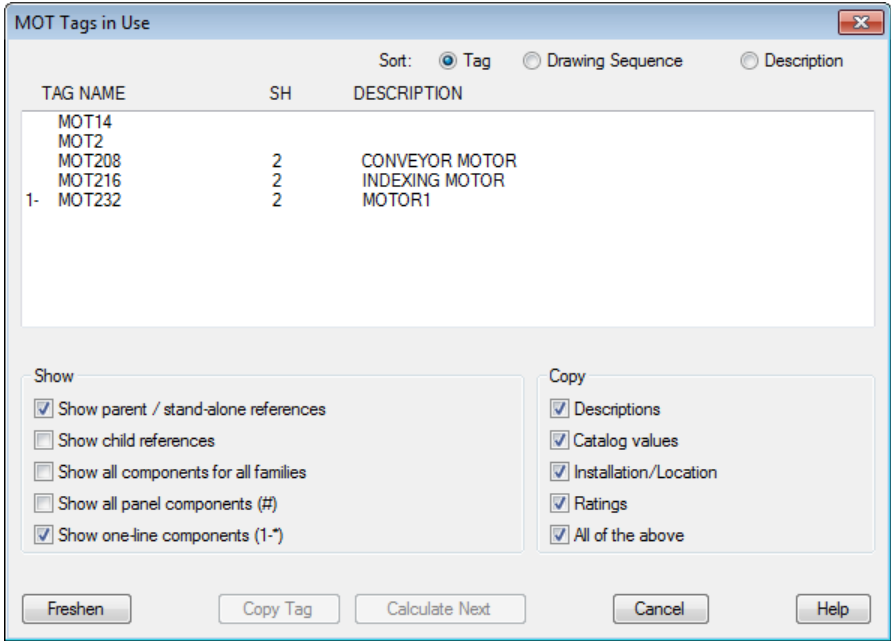 MOT Tags in Use
Sort: Tag Drawing Sequence Description
TAG NAME SH DESCRIPTION
MOT14
MOT2
MOT208 2 CONVEYOR MOTOR
MOT216 2 INDEXING MOTOR
1- MOT232 2 MOTOR1
Show
Show parent / stand-alone references
Show child references
Show all components for all families
Show all panel components (#)
Show one-line components (1-*)
Copy
Descriptions
Catalog values
Installation/Location
Ratings
All of the above
Freshen Copy Tag Calculate Next Cancel Help